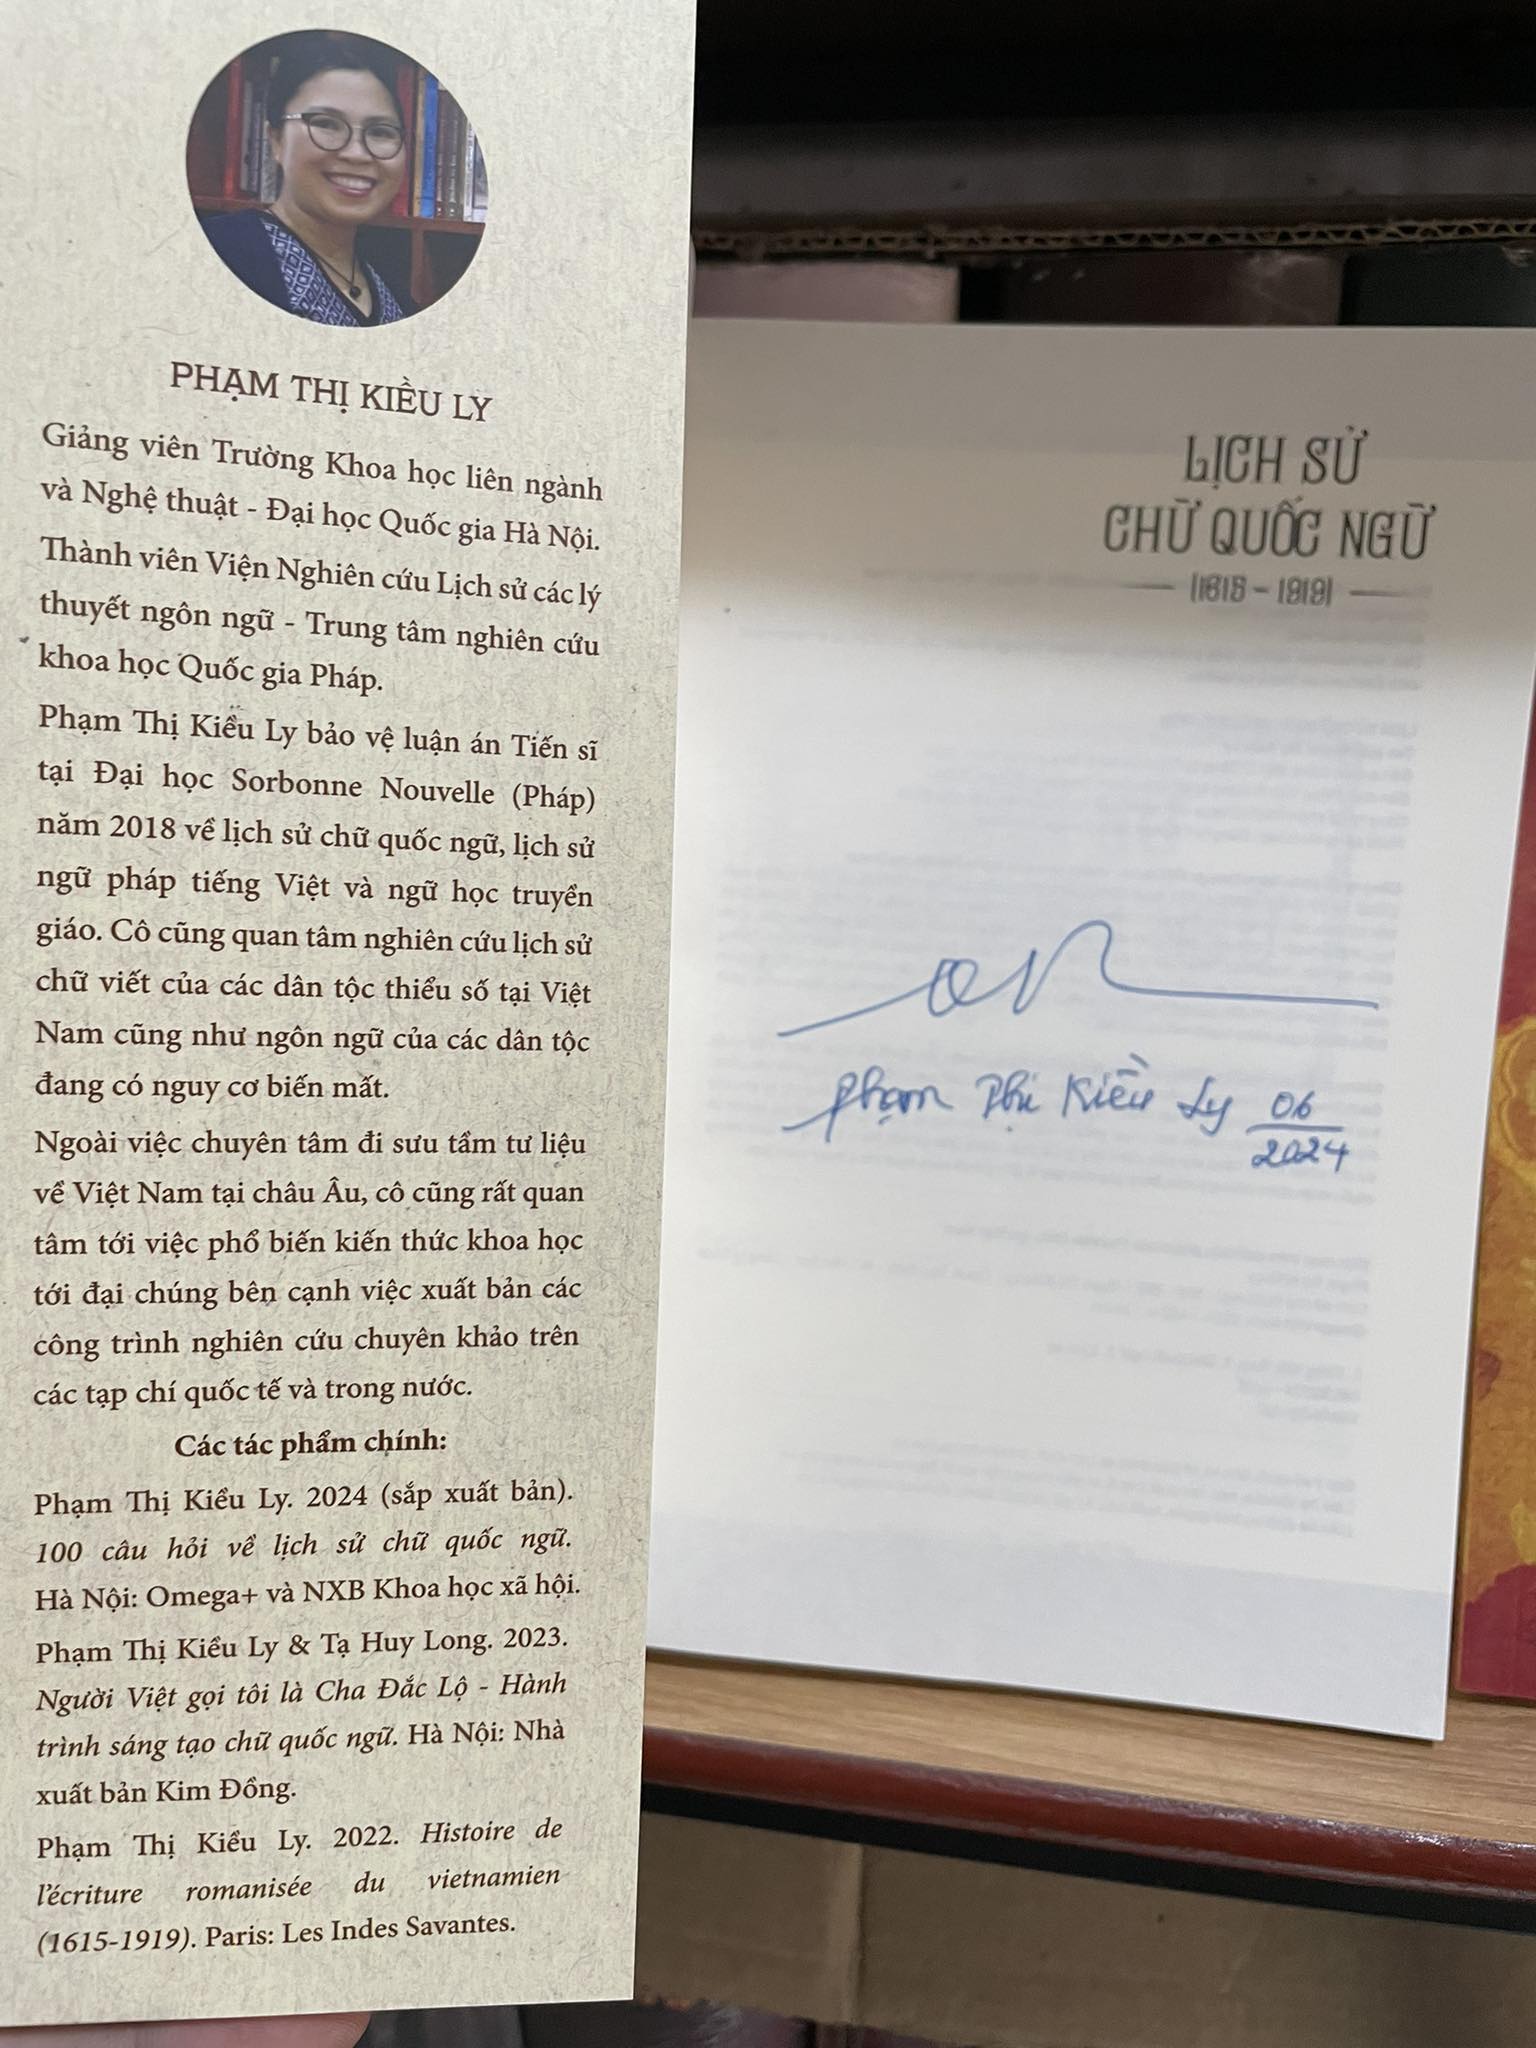 PHẠM THỊ KIỀU LY
Giảng viên Trường Khoa học liên ngành
và Nghệ thuật - Đại học Quốc gia Hà Nội.
Thành viên Viện Nghiên cứu Lịch sử các lý
thuyết ngôn ngữ - Trung tâm nghiên cứu
khoa học Quốc gia Pháp.
Phạm Thị Kiều Ly bảo vệ luận án Tiến sĩ
tại Đại học Sorbonne Nouvelle (Pháp)
năm 2018 về lịch sử chữ quốc ngữ, lịch sử
ngữ pháp tiếng Việt và ngữ học truyền
giáo. Cô cũng quan tâm nghiên cứu lịch sử
chữ viết của các dân tộc thiểu số tại Việt
Nam cũng như ngôn ngữ của các dân tộc
đang có nguy cơ biến mất.
Ngoài việc chuyên tâm đi sưu tầm tư liệu
về Việt Nam tại châu Âu, cô cũng rất quan
tâm tới việc phổ biến kiến thức khoa học
tới đại chúng bên cạnh việc xuất bản các
công trình nghiên cứu chuyên khảo trên
các tạp chí quốc tế và trong nước.
Các tác phẩm chính:
Phạm Thị Kiều Ly. 2024 (sắp xuất bản).
100 câu hỏi về lịch sử chữ quốc ngữ.
Hà Nội: Omega+ và NXB Khoa học xã hội.
Phạm Thị Kiều Ly & Tạ Huy Long. 2023.
Người Việt gọi tôi là Cha Đắc Lộ - Hành
trình sáng tạo chữ quốc ngữ. Hà Nội: Nhà
xuất bản Kim Đồng.
Phạm Thị Kiều Ly. 2022. Histoire de
l'écriture romanisée du vietnamien
(1615-1919). Paris: Les Indes Savantes.
LỊCH SỬ
CHỮ QUỐC NGỮ
(1615 - 1919)
Phạm Thị Kiều Ly 06/2024